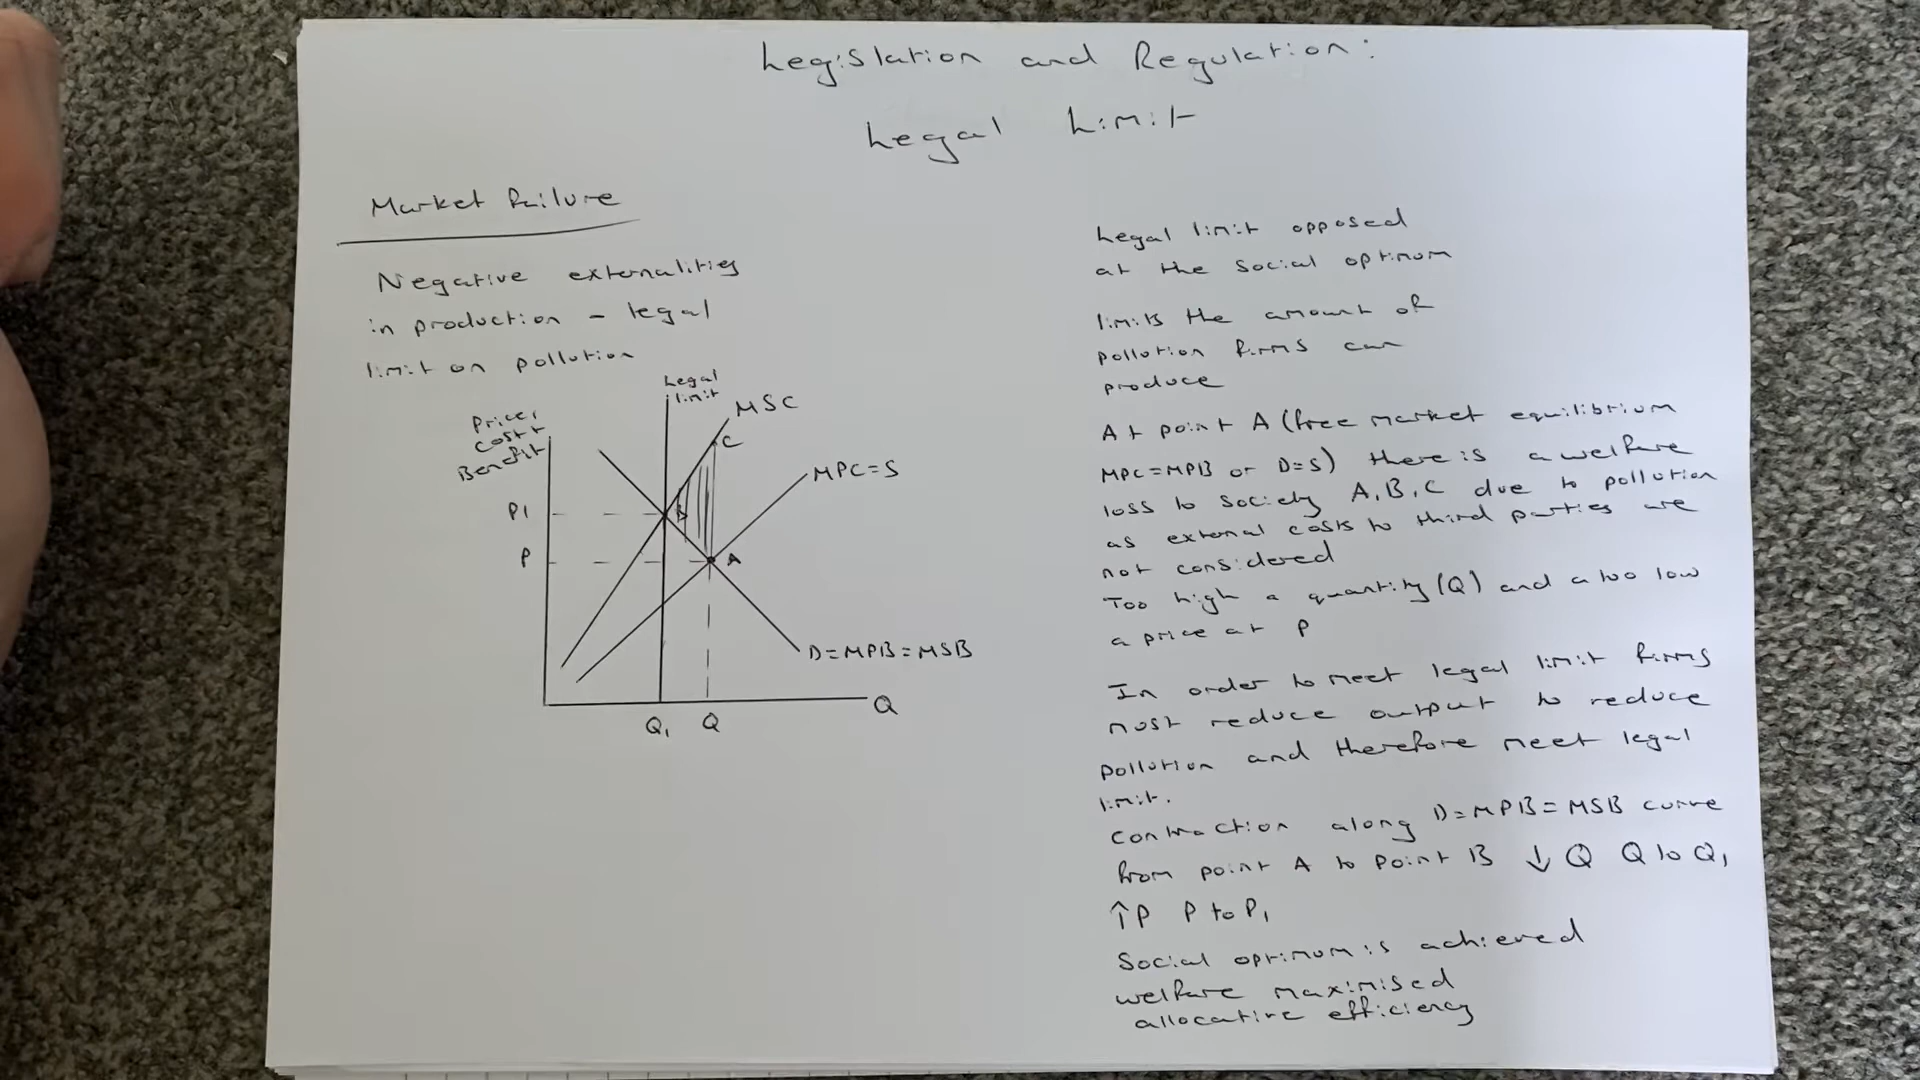 Legislation and Regulation:
Legal Limit
Market Failure
Negative externalities
in production - legal
limit on pollution
Legal
limit
MSC
Price,
Cost +
Benefit
C
MPC=S
P1
B
P
A
D=MPB=MSB
Q
Q1 Q
Legal limit opposed
at the social optimum
limits the amount of
pollution firms can
produce
At point A (free market equilibrium
MPC=MPB or D=S) there is a welfare
loss to society A,B,C due to pollution
as external costs to third parties are
not considered
Too high a quantity (Q) and a too low
a price at P
In order to meet legal limit firms
must reduce output to reduce
pollution and therefore meet legal
limit.
Contraction along D=MPB=MSB curve
from point A to point B ↓ Q Q to Q1
↑P P to P1
Social optimum is achieved
welfare maximised
allocative efficiency